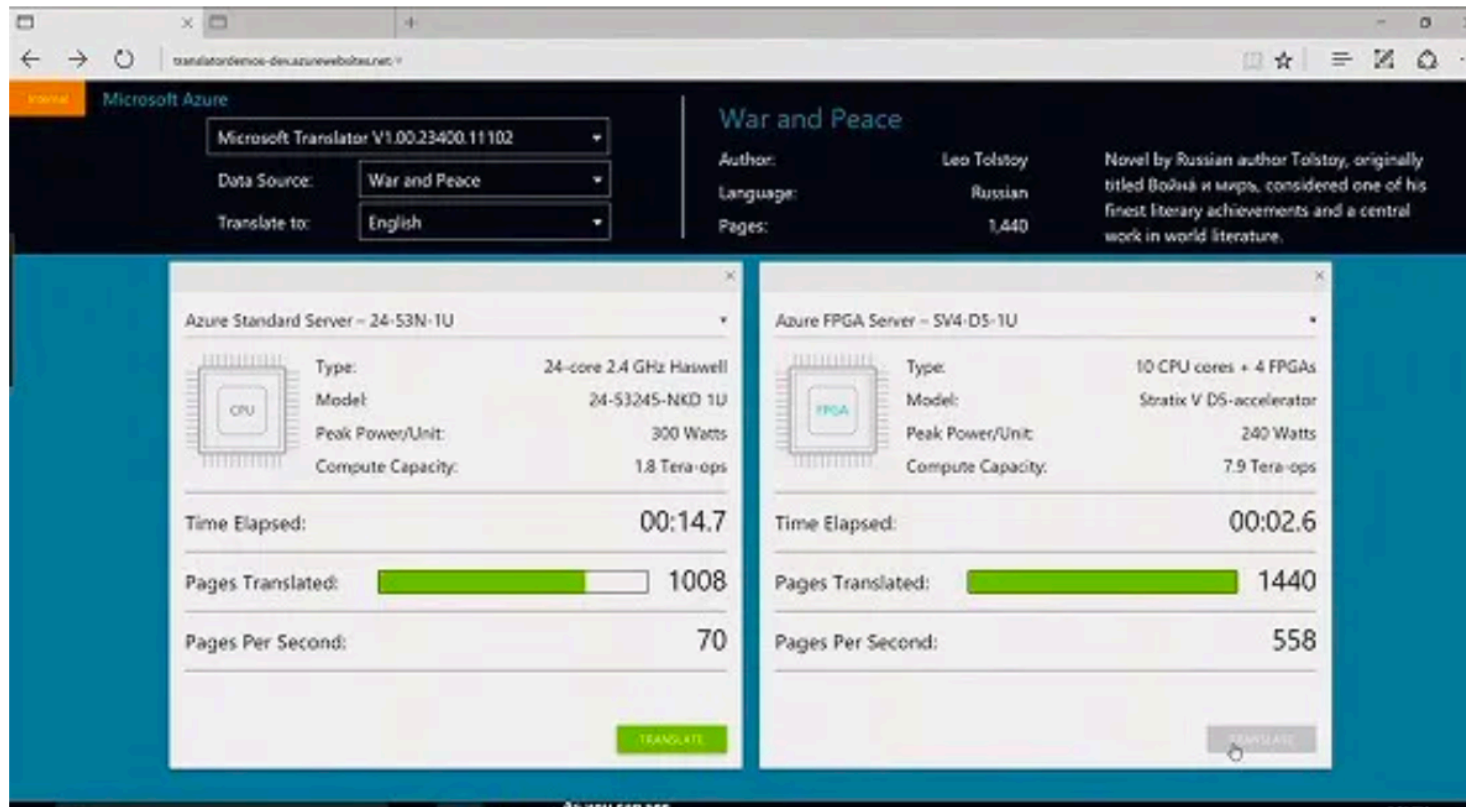 translatordemos-dev.azurewebsites.net
Internal
Microsoft Azure
Microsoft Translator V1.00.23400.11102
Data Source: War and Peace
Translate to: English
War and Peace
Author: Leo Tolstoy
Language: Russian
Pages: 1,440
Novel by Russian author Tolstoy, originally
titled Война́ и миръ, considered one of his
finest literary achievements and a central
work in world literature.
Azure Standard Server – 24-53N-1U
CPU
Type: 24-core 2.4 GHz Haswell
Model: 24-53245-NKD 1U
Peak Power/Unit: 300 Watts
Compute Capacity: 1.8 Tera-ops
Time Elapsed: 00:14.7
Pages Translated: 1008
Pages Per Second: 70
TRANSLATE
Azure FPGA Server – SV4-D5-1U
FPGA
Type: 10 CPU cores + 4 FPGAs
Model: Stratix V D5-accelerator
Peak Power/Unit: 240 Watts
Compute Capacity: 7.9 Tera-ops
Time Elapsed: 00:02.6
Pages Translated: 1440
Pages Per Second: 558
TRANSLATE